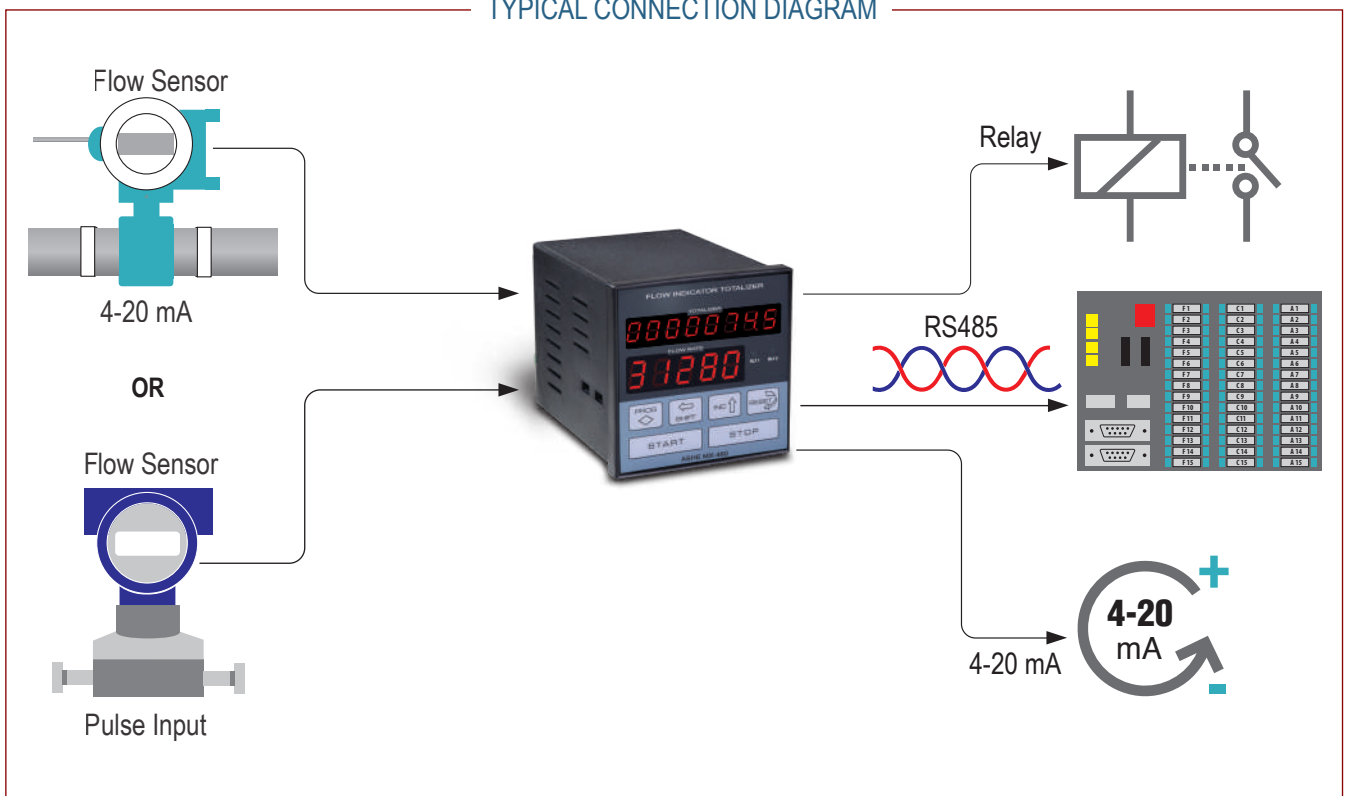 TYPICAL CONNECTION DIAGRAM
Flow Sensor
4-20 mA
OR
Flow Sensor
Pulse Input
FLOW INDICATOR TOTALIZER
TOTALIZER
FLOW RATE
31280
PROG
SHIFT
INC
RESET
START
STOP
Relay
RS485
F1 C1 A1
F2 C2 A2
F3 C3 A3
F4 C4 A4
F5 C5 A5
F6 C6 A6
F7 C7 A7
F8 C8 A8
F9 C9 A9
F10 C10 A10
F11 C11 A11
F12 C12 A12
F13 C13 A13
F14 C14 A14
F15 C15 A15
4-20 mA
4-20
mA
+
-